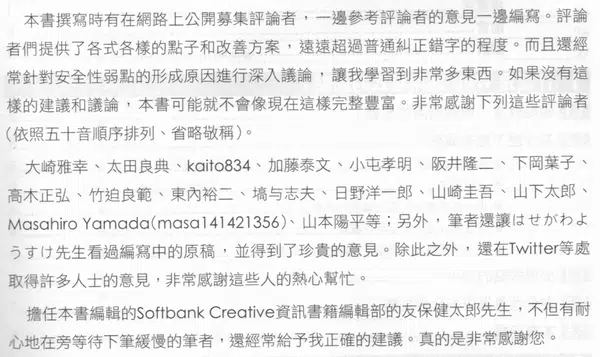 本書撰寫時有在網路上公開募集評論者，一邊參考評論者的意見一邊編寫。評論
者們提供了各式各樣的點子和改善方案，遠遠超過普通糾正錯字的程度。而且還經
常針對安全性弱點的形成原因進行深入議論，讓我學習到非常多東西。如果沒有這
樣的建議和議論，本書可能就不會像現在這樣完整豐富。非常感謝下列這些評論者
（依照五十音順序排列、省略敬稱）。
大崎雅幸、太田良典、kaito834、加藤泰文、小屯孝明、阪井隆二、下岡葉子、
高木正弘、竹迫良範、東內裕二、塙与志夫、日野洋一郎、山崎圭吾、山下太郎、
Masahiro Yamada（masa141421356）、山本陽平等；另外，筆者還讓はせがわよ
うすけ先生看過編寫中的原稿，並得到了珍貴的意見。除此之外，還在Twitter等處
取得許多人士的意見，非常感謝這些人的熱心幫忙。
擔任本書編輯的Softbank Creative資訊書籍編輯部的友保健太郎先生，不但有耐
心地在旁等待下筆緩慢的筆者，還經常給予我正確的建議。真的是非常感謝您。